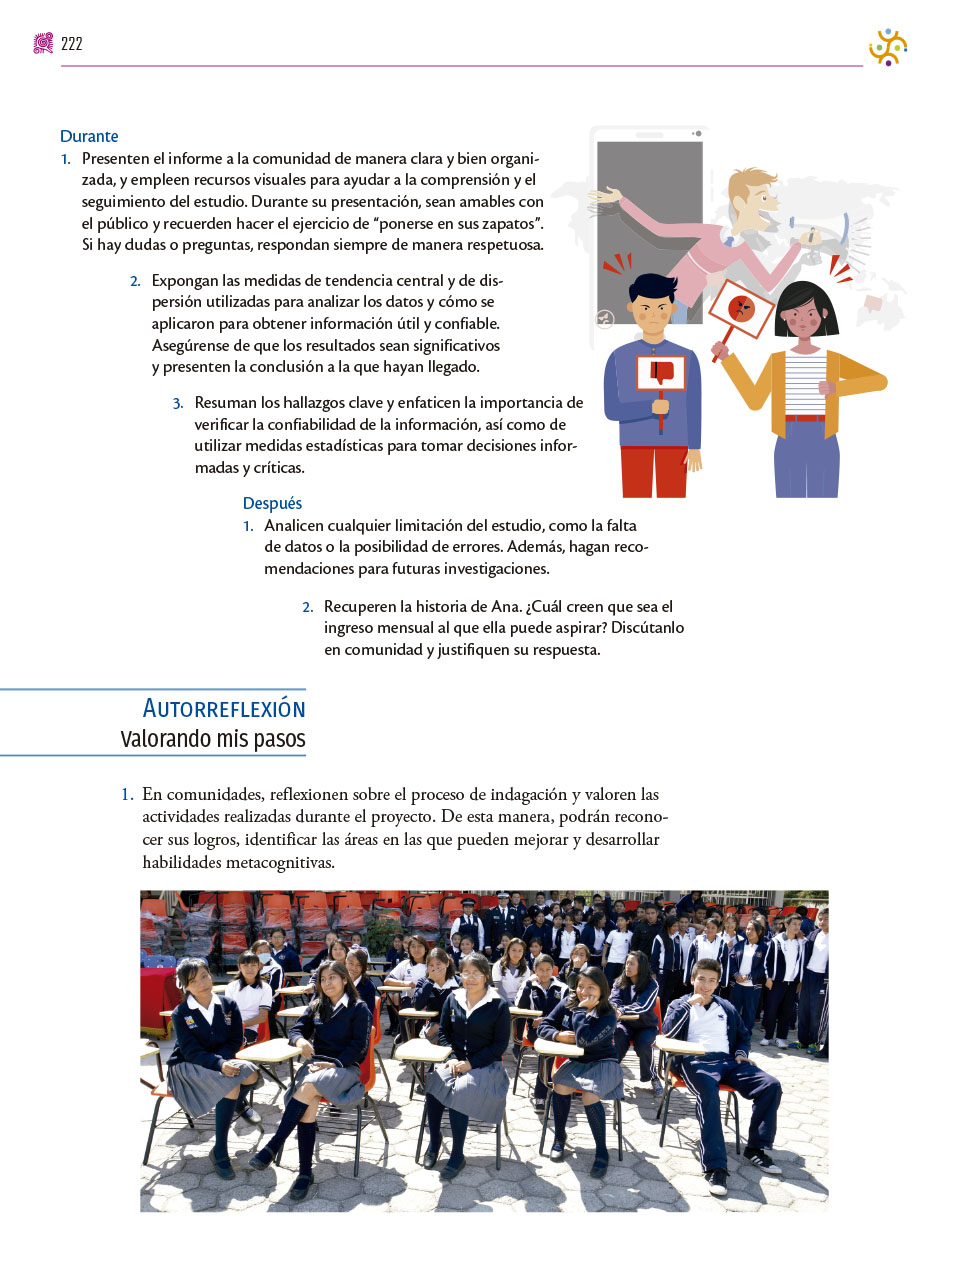 222
Durante
1. Presenten el informe a la comunidad de manera clara y bien organi-
zada, y empleen recursos visuales para ayudar a la comprensión y el
seguimiento del estudio. Durante su presentación, sean amables con
el público y recuerden hacer el ejercicio de “ponerse en sus zapatos”.
Si hay dudas o preguntas, respondan siempre de manera respetuosa.
2. Expongan las medidas de tendencia central y de dis-
persión utilizadas para analizar los datos y cómo se
aplicaron para obtener información útil y confiable.
Asegúrense de que los resultados sean significativos
y presenten la conclusión a la que hayan llegado.
3. Resuman los hallazgos clave y enfaticen la importancia de
verificar la confiabilidad de la información, así como de
utilizar medidas estadísticas para tomar decisiones infor-
madas y críticas.
Después
1. Analicen cualquier limitación del estudio, como la falta
de datos o la posibilidad de errores. Además, hagan reco-
mendaciones para futuras investigaciones.
2. Recuperen la historia de Ana. ¿Cuál creen que sea el
ingreso mensual al que ella puede aspirar? Discútanlo
en comunidad y justifiquen su respuesta.
Autorreflexión
Valorando mis pasos
1. En comunidades, reflexionen sobre el proceso de indagación y valoren las
actividades realizadas durante el proyecto. De esta manera, podrán recono-
cer sus logros, identificar las áreas en las que pueden mejorar y desarrollar
habilidades metacognitivas.